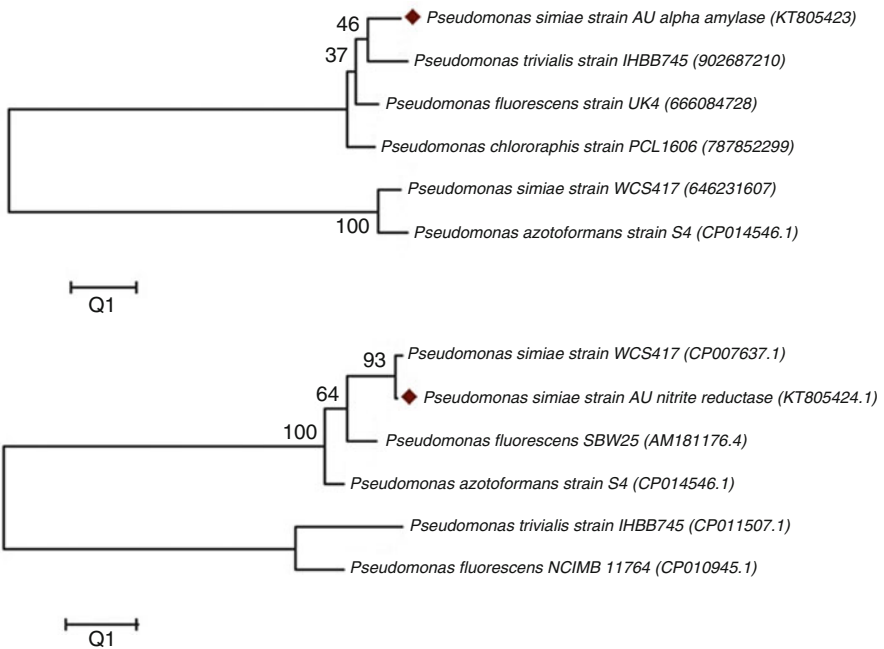 46
Pseudomonas simiae strain AU alpha amylase (KT805423)
37
Pseudomonas trivialis strain IHBB745 (902687210)
Pseudomonas fluorescens strain UK4 (666084728)
Pseudomonas chlororaphis strain PCL1606 (787852299)
Pseudomonas simiae strain WCS417 (646231607)
100
Pseudomonas azotoformans strain S4 (CP014546.1)
Q1
93
Pseudomonas simiae strain WCS417 (CP007637.1)
64
Pseudomonas simiae strain AU nitrite reductase (KT805424.1)
100
Pseudomonas fluorescens SBW25 (AM181176.4)
Pseudomonas azotoformans strain S4 (CP014546.1)
Pseudomonas trivialis strain IHBB745 (CP011507.1)
Pseudomonas fluorescens NCIMB 11764 (CP010945.1)
Q1